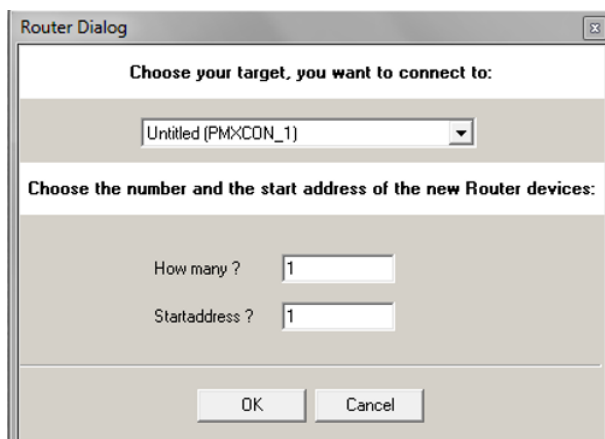 Router Dialog
Choose your target, you want to connect to:
Untitled (PMXCON_1)
Choose the number and the start address of the new Router devices:
How many ? 1
Startaddress ? 1
OK Cancel